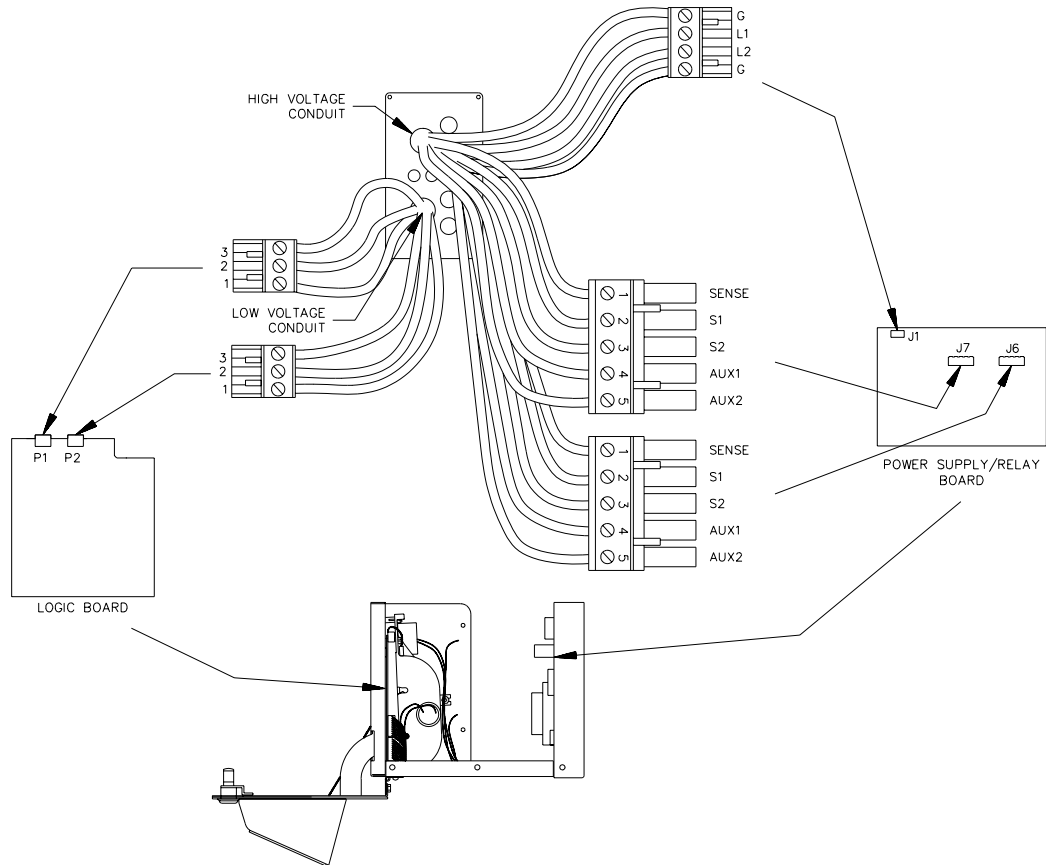 G
L1
L2
G
HIGH VOLTAGE
CONDUIT
3
2
1
LOW VOLTAGE
CONDUIT
3
2
1
1
2
3
4
5
SENSE
S1
S2
AUX1
AUX2
1
2
3
4
5
SENSE
S1
S2
AUX1
AUX2
J1
J7
J6
POWER SUPPLY/RELAY
BOARD
P1
P2
LOGIC BOARD